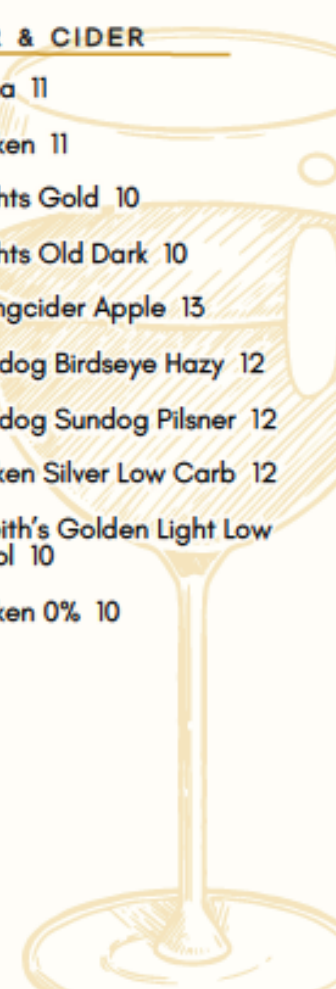 & CIDER
a 11
ken 11
hts Gold 10
hts Old Dark 10
ngcider Apple 13
dog Birdseye Hazy 12
dog Sundog Pilsner 12
ken Silver Low Carb 12
eith's Golden Light Low
ol 10
ken 0% 10